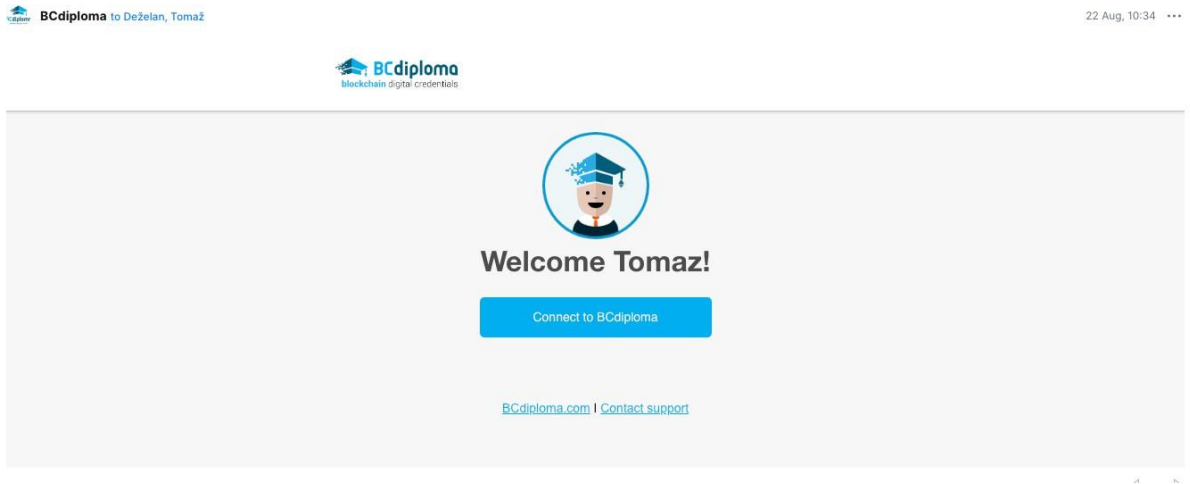 BCdiploma to Deželan, Tomaž
22 Aug, 10:34
BCdiploma
blockchain digital credentials
Welcome Tomaz!
Connect to BCdiploma
BCdiploma.com | Contact support